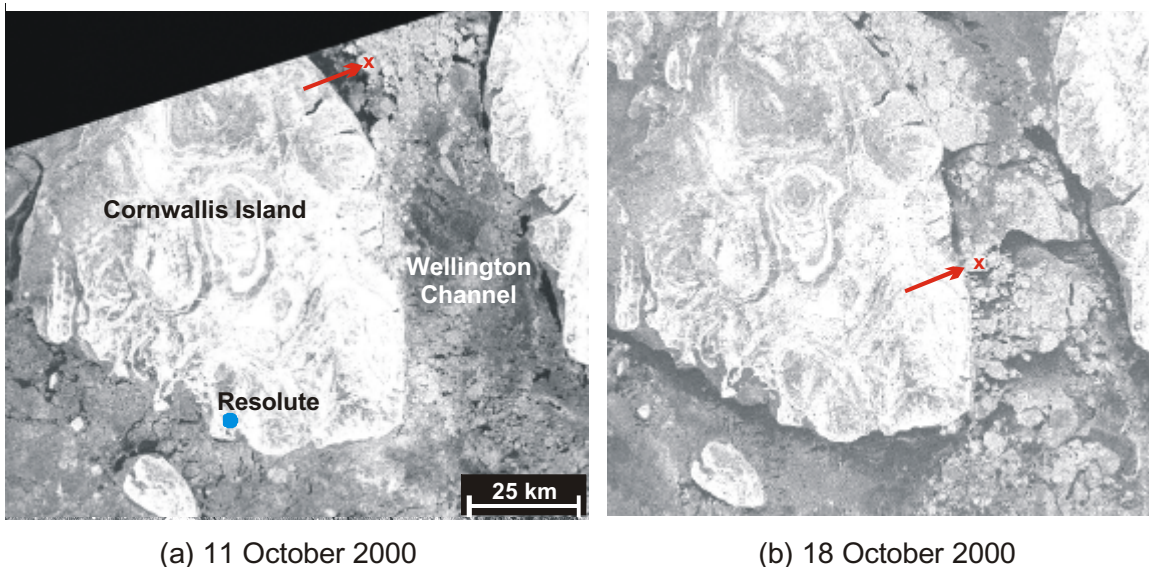 x
x
Cornwallis Island
Wellington
Channel
Resolute
25 km
(a) 11 October 2000
(b) 18 October 2000